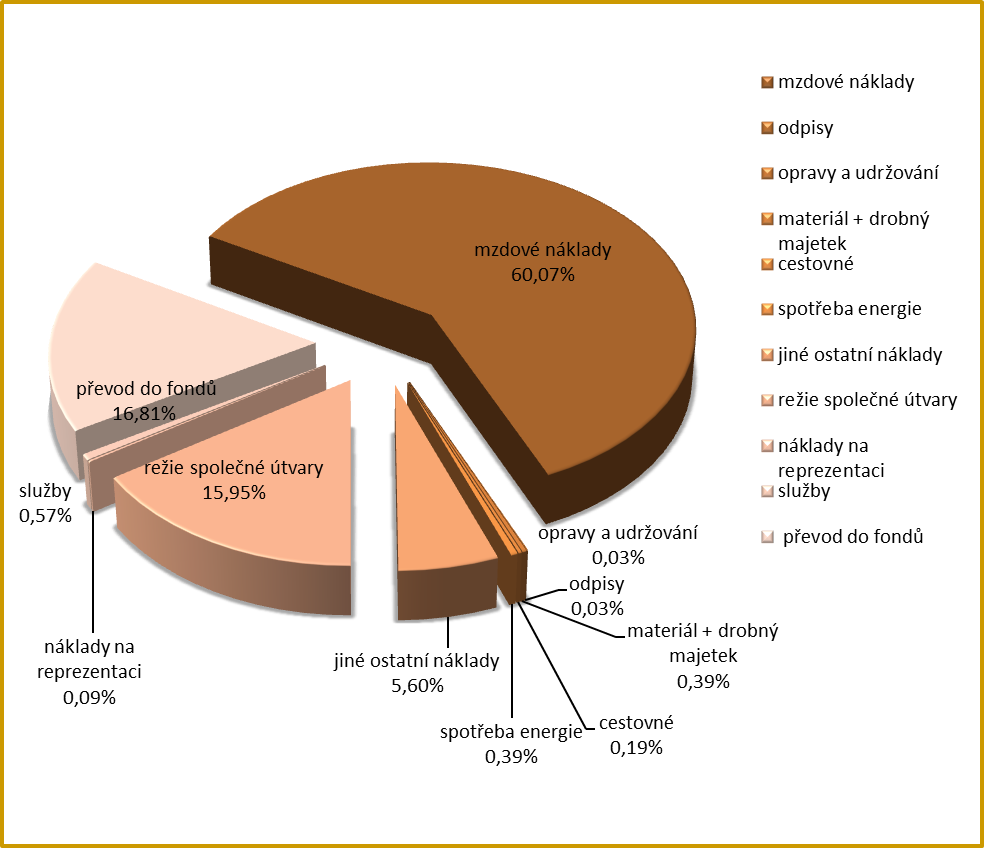 mzdové náklady
60,07%
převod do fondů
16,81%
režie společné útvary
15,95%
služby
0,57%
náklady na
reprezentaci
0,09%
jiné ostatní náklady
5,60%
spotřeba energie
0,39%
cestovné
0,19%
materiál + drobný
majetek
0,39%
odpisy
0,03%
opravy a udržování
0,03%
mzdové náklady
odpisy
opravy a udržování
materiál + drobný
majetek
cestovné
spotřeba energie
jiné ostatní náklady
režie společné útvary
náklady na
reprezentaci
služby
převod do fondů